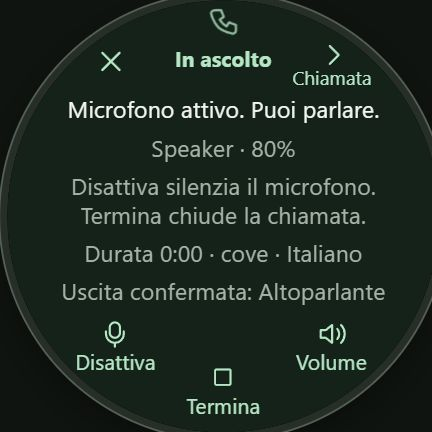 In ascolto
Chiamata
Microfono attivo. Puoi parlare.
Speaker · 80%
Disattiva silenzia il microfono.
Termina chiude la chiamata.
Durata 0:00 · cove · Italiano
Uscita confermata: Altoparlante
Disattiva
Volume
Termina